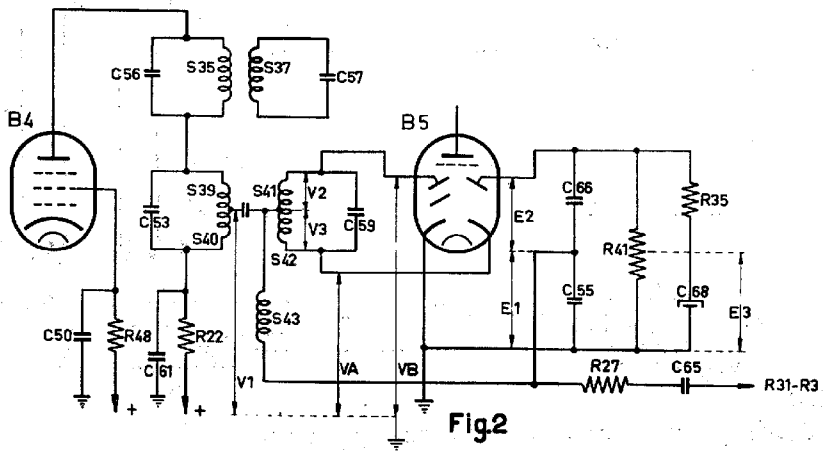 C56
S35
S37
C57
B4
B5
S39
S41
V2
C53
S40
V3
C59
S42
E2
C66
R35
R41
C50
R48
C61
R22
S43
V1
VA
VB
E1
C55
C68
E3
R27
C65
R31-R3
+
+
Fig.2